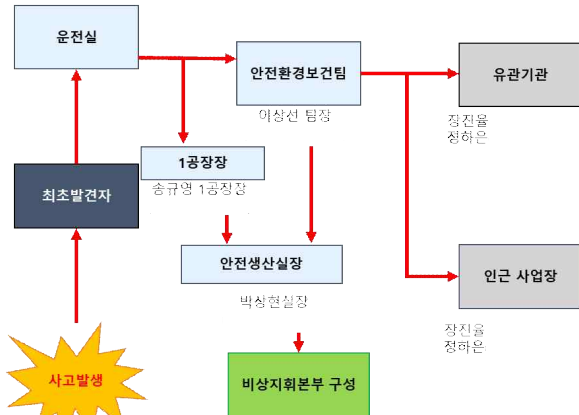 운전실
안전환경보건팀
이상선 팀장
유관기관
장진율
정하은
1공장장
송규영 1공장장
최초발견자
안전생산실장
박상현실장
인근 사업장
장진율
정하은
사고발생
비상지휘본부 구성